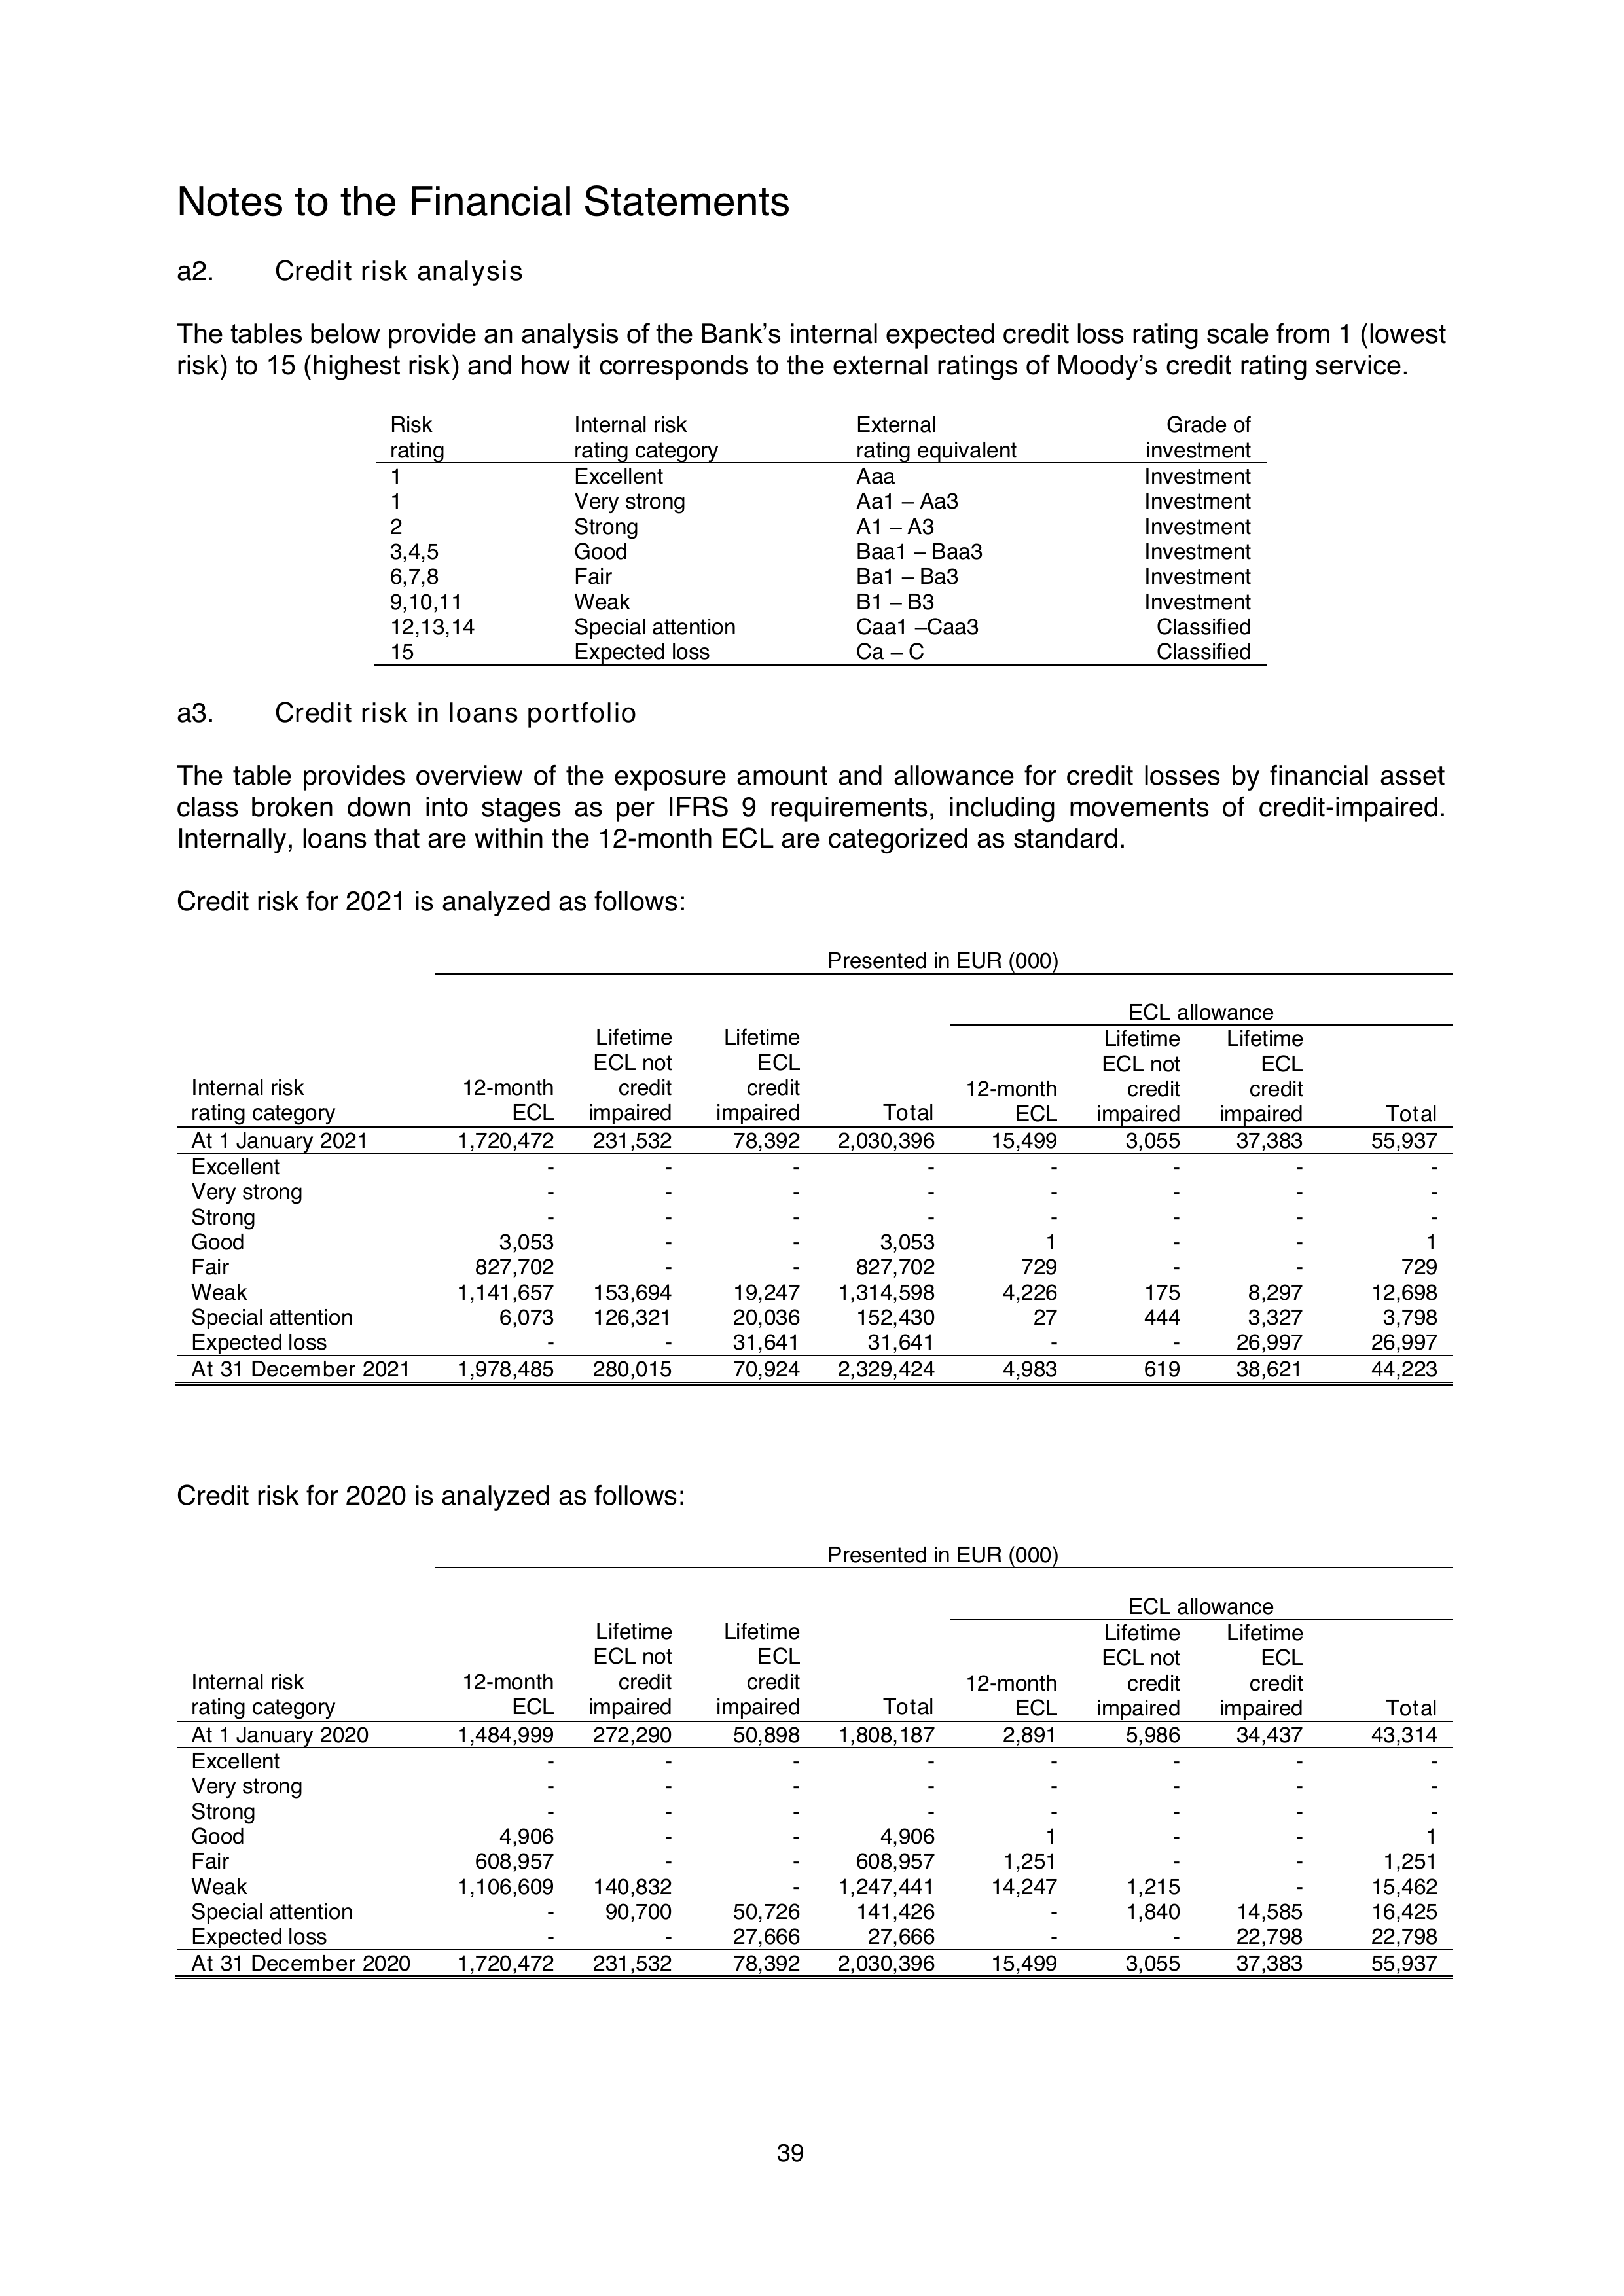 Notes to the Financial Statements
a2. Credit risk analysis
The tables below provide an analysis of the Bank’s internal expected credit loss rating scale from 1 (lowest
risk) to 15 (highest risk) and how it corresponds to the external ratings of Moody’s credit rating service.
Risk Internal risk External Grade of
rating rating category rating equivalent investment
1 Excellent Aaa Investment
1 Very strong Aa1 – Aa3 Investment
2 Strong A1 – A3 Investment
3,4,5 Good Baa1 – Baa3 Investment
6,7,8 Fair Ba1 – Ba3 Investment
9,10,11 Weak B1 – B3 Investment
12,13,14 Special attention Caa1 –Caa3 Classified
15 Expected loss Ca – C Classified
a3. Credit risk in loans portfolio
The table provides overview of the exposure amount and allowance for credit losses by financial asset
class broken down into stages as per IFRS 9 requirements, including movements of credit-impaired.
Internally, loans that are within the 12-month ECL are categorized as standard.
Credit risk for 2021 is analyzed as follows:
Presented in EUR (000)
ECL allowance
Lifetime Lifetime Lifetime Lifetime
ECL not ECL ECL not ECL
Internal risk 12-month credit credit 12-month credit credit
rating category ECL impaired impaired Total ECL impaired impaired Total
At 1 January 2021 1,720,472 231,532 78,392 2,030,396 15,499 3,055 37,383 55,937
Excellent - - - - - - - -
Very strong - - - - - - - -
Strong - - - - - - - -
Good 3,053 - - 3,053 1 - - 1
Fair 827,702 - - 827,702 729 - - 729
Weak 1,141,657 153,694 19,247 1,314,598 4,226 175 8,297 12,698
Special attention 6,073 126,321 20,036 152,430 27 444 3,327 3,798
Expected loss - - 31,641 31,641 - - 26,997 26,997
At 31 December 2021 1,978,485 280,015 70,924 2,329,424 4,983 619 38,621 44,223
Credit risk for 2020 is analyzed as follows:
Presented in EUR (000)
ECL allowance
Lifetime Lifetime Lifetime Lifetime
ECL not ECL ECL not ECL
Internal risk 12-month credit credit 12-month credit credit
rating category ECL impaired impaired Total ECL impaired impaired Total
At 1 January 2020 1,484,999 272,290 50,898 1,808,187 2,891 5,986 34,437 43,314
Excellent - - - - - - - -
Very strong - - - - - - - -
Strong - - - - - - - -
Good 4,906 - - 4,906 1 - - 1
Fair 608,957 - - 608,957 1,251 - - 1,251
Weak 1,106,609 140,832 - 1,247,441 14,247 1,215 - 15,462
Special attention - 90,700 50,726 141,426 - 1,840 14,585 16,425
Expected loss - - 27,666 27,666 - - 22,798 22,798
At 31 December 2020 1,720,472 231,532 78,392 2,030,396 15,499 3,055 37,383 55,937
39